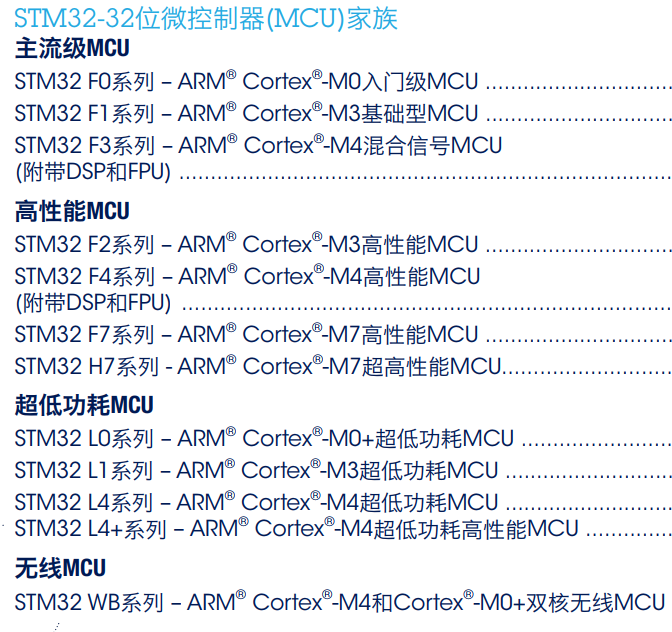 STM32-32位微控制器(MCU)家族
主流级MCU
STM32 F0系列 – ARM® Cortex®-M0入门级MCU ..............................
STM32 F1系列 – ARM® Cortex®-M3基础型MCU ..............................
STM32 F3系列 – ARM® Cortex®-M4混合信号MCU
(附带DSP和FPU) ..............................................................................
高性能MCU
STM32 F2系列 – ARM® Cortex®-M3高性能MCU ..............................
STM32 F4系列 – ARM® Cortex®-M4高性能MCU
(附带DSP和FPU) ..............................................................................
STM32 F7系列 – ARM® Cortex®-M7高性能MCU ..............................
STM32 H7系列 - ARM® Cortex®-M7超高性能MCU...........................
超低功耗MCU
STM32 L0系列 – ARM® Cortex®-M0+超低功耗MCU ........................
STM32 L1系列 – ARM® Cortex®-M3超低功耗MCU ..........................
STM32 L4系列 – ARM® Cortex®-M4超低功耗MCU ..........................
STM32 L4+系列 – ARM® Cortex®-M4超低功耗高性能MCU ..............
无线MCU
STM32 WB系列 – ARM® Cortex®-M4和Cortex®-M0+双核无线MCU